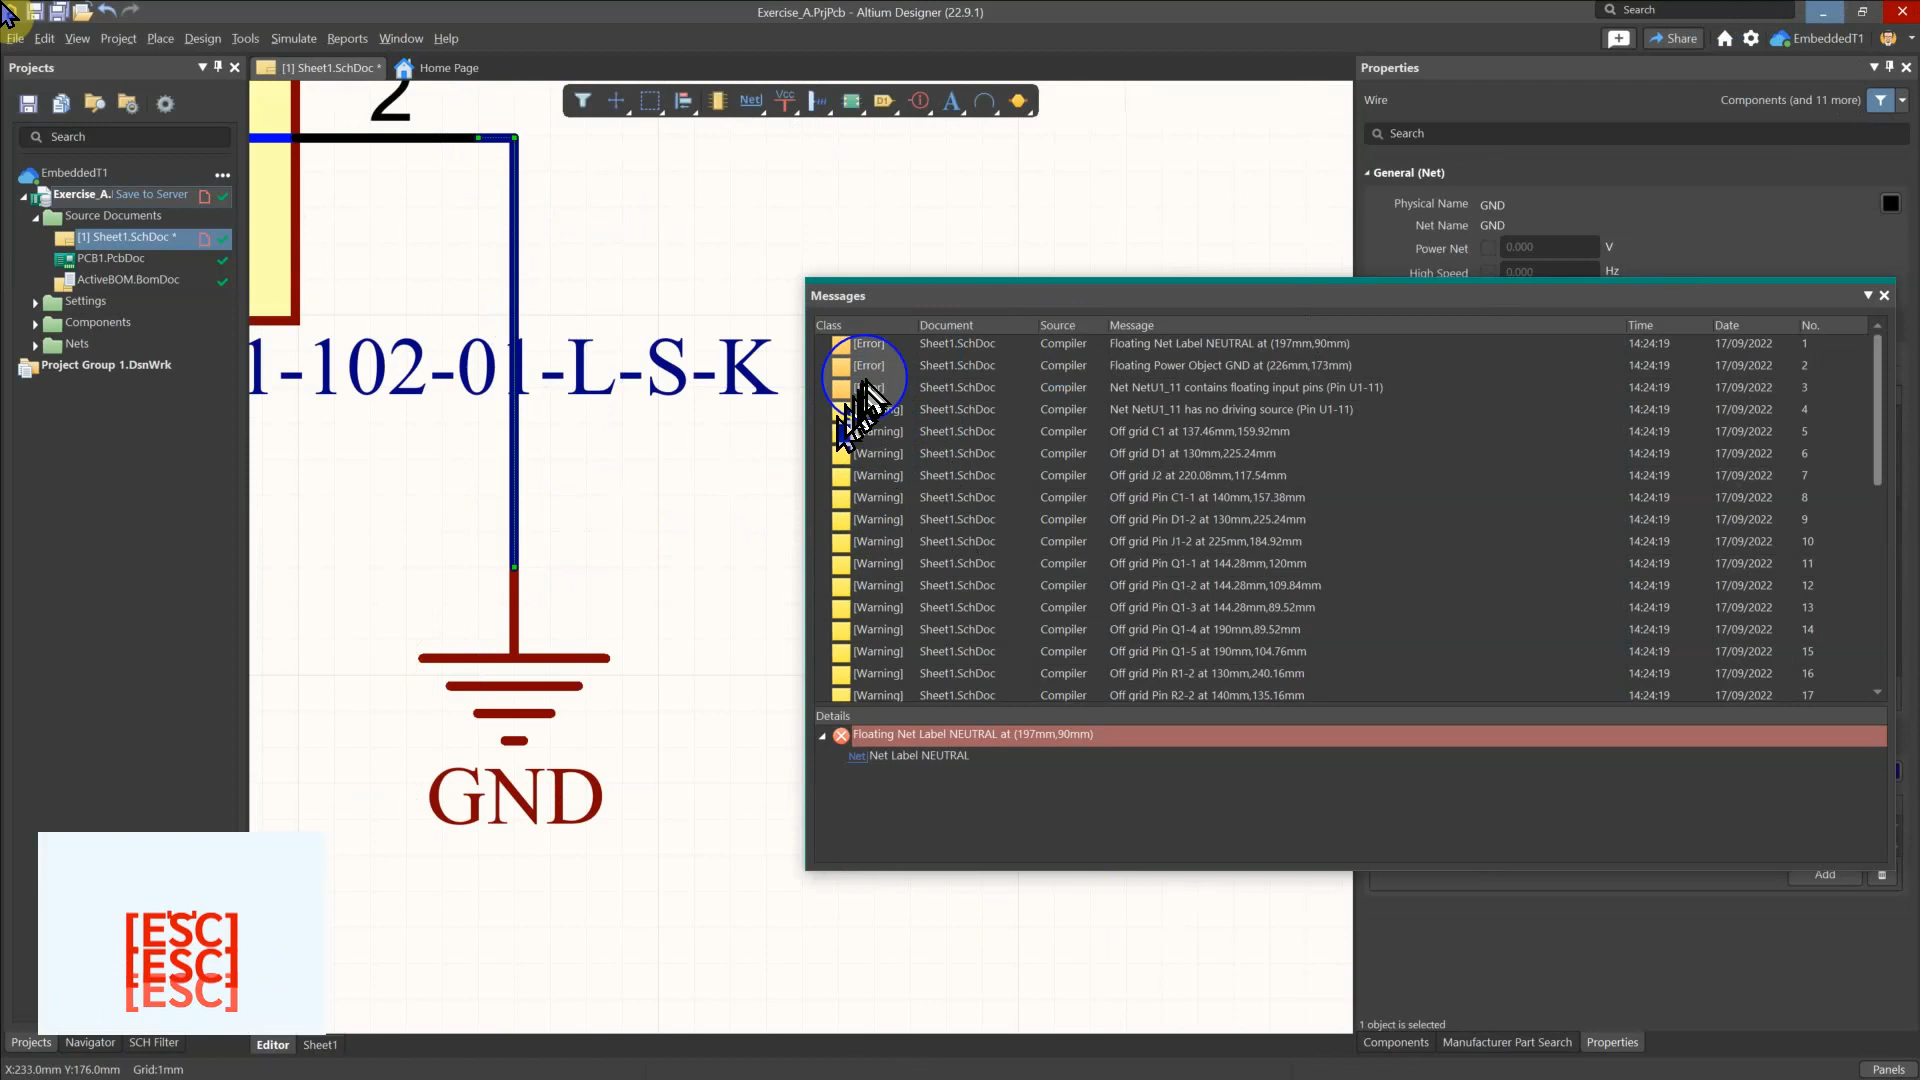 Exercise_A.PrjPcb - Altium Designer (22.9.1)
Search
File Edit View Project Place Design Tools Simulate Reports Window Help
Share
EmbeddedT1
Projects
[1] Sheet1.SchDoc *
Home Page
Properties
Wire
Components (and 11 more)
Search
Search
General (Net)
Physical Name GND
Net Name GND
Power Net 0.000 V
High Speed 0.000 Hz
EmbeddedT1
Exercise_A. Save to Server
Source Documents
[1] Sheet1.SchDoc *
PCB1.PcbDoc
ActiveBOM.BomDoc
Settings
Components
Nets
Project Group 1.DsnWrk
Net
Vcc
D1
A
2
1-102-01-L-S-K
GND
Messages
Class Document Source Message Time Date No.
[Error] Sheet1.SchDoc Compiler Floating Net Label NEUTRAL at (197mm,90mm) 14:24:19 17/09/2022 1
[Error] Sheet1.SchDoc Compiler Floating Power Object GND at (226mm,173mm) 14:24:19 17/09/2022 2
Sheet1.SchDoc Compiler Net NetU1_11 contains floating input pins (Pin U1-11) 14:24:19 17/09/2022 3
Sheet1.SchDoc Compiler Net NetU1_11 has no driving source (Pin U1-11) 14:24:19 17/09/2022 4
Sheet1.SchDoc Compiler Off grid C1 at 137.46mm,159.92mm 14:24:19 17/09/2022 5
[Warning] Sheet1.SchDoc Compiler Off grid D1 at 130mm,225.24mm 14:24:19 17/09/2022 6
[Warning] Sheet1.SchDoc Compiler Off grid J2 at 220.08mm,117.54mm 14:24:19 17/09/2022 7
[Warning] Sheet1.SchDoc Compiler Off grid Pin C1-1 at 140mm,157.38mm 14:24:19 17/09/2022 8
[Warning] Sheet1.SchDoc Compiler Off grid Pin D1-2 at 130mm,225.24mm 14:24:19 17/09/2022 9
[Warning] Sheet1.SchDoc Compiler Off grid Pin J1-2 at 225mm,184.92mm 14:24:19 17/09/2022 10
[Warning] Sheet1.SchDoc Compiler Off grid Pin Q1-1 at 144.28mm,120mm 14:24:19 17/09/2022 11
[Warning] Sheet1.SchDoc Compiler Off grid Pin Q1-2 at 144.28mm,109.84mm 14:24:19 17/09/2022 12
[Warning] Sheet1.SchDoc Compiler Off grid Pin Q1-3 at 144.28mm,89.52mm 14:24:19 17/09/2022 13
[Warning] Sheet1.SchDoc Compiler Off grid Pin Q1-4 at 190mm,89.52mm 14:24:19 17/09/2022 14
[Warning] Sheet1.SchDoc Compiler Off grid Pin Q1-5 at 190mm,104.76mm 14:24:19 17/09/2022 15
[Warning] Sheet1.SchDoc Compiler Off grid Pin R1-2 at 130mm,240.16mm 14:24:19 17/09/2022 16
[Warning] Sheet1.SchDoc Compiler Off grid Pin R2-2 at 140mm,135.16mm 14:24:19 17/09/2022 17
Details
Floating Net Label NEUTRAL at (197mm,90mm)
Net Net Label NEUTRAL
Add
[ESC]
[ESC]
[ESC]
1 object is selected
Projects Navigator SCH Filter
Editor Sheet1
Components Manufacturer Part Search Properties
X:233.0mm Y:176.0mm Grid:1mm
Panels